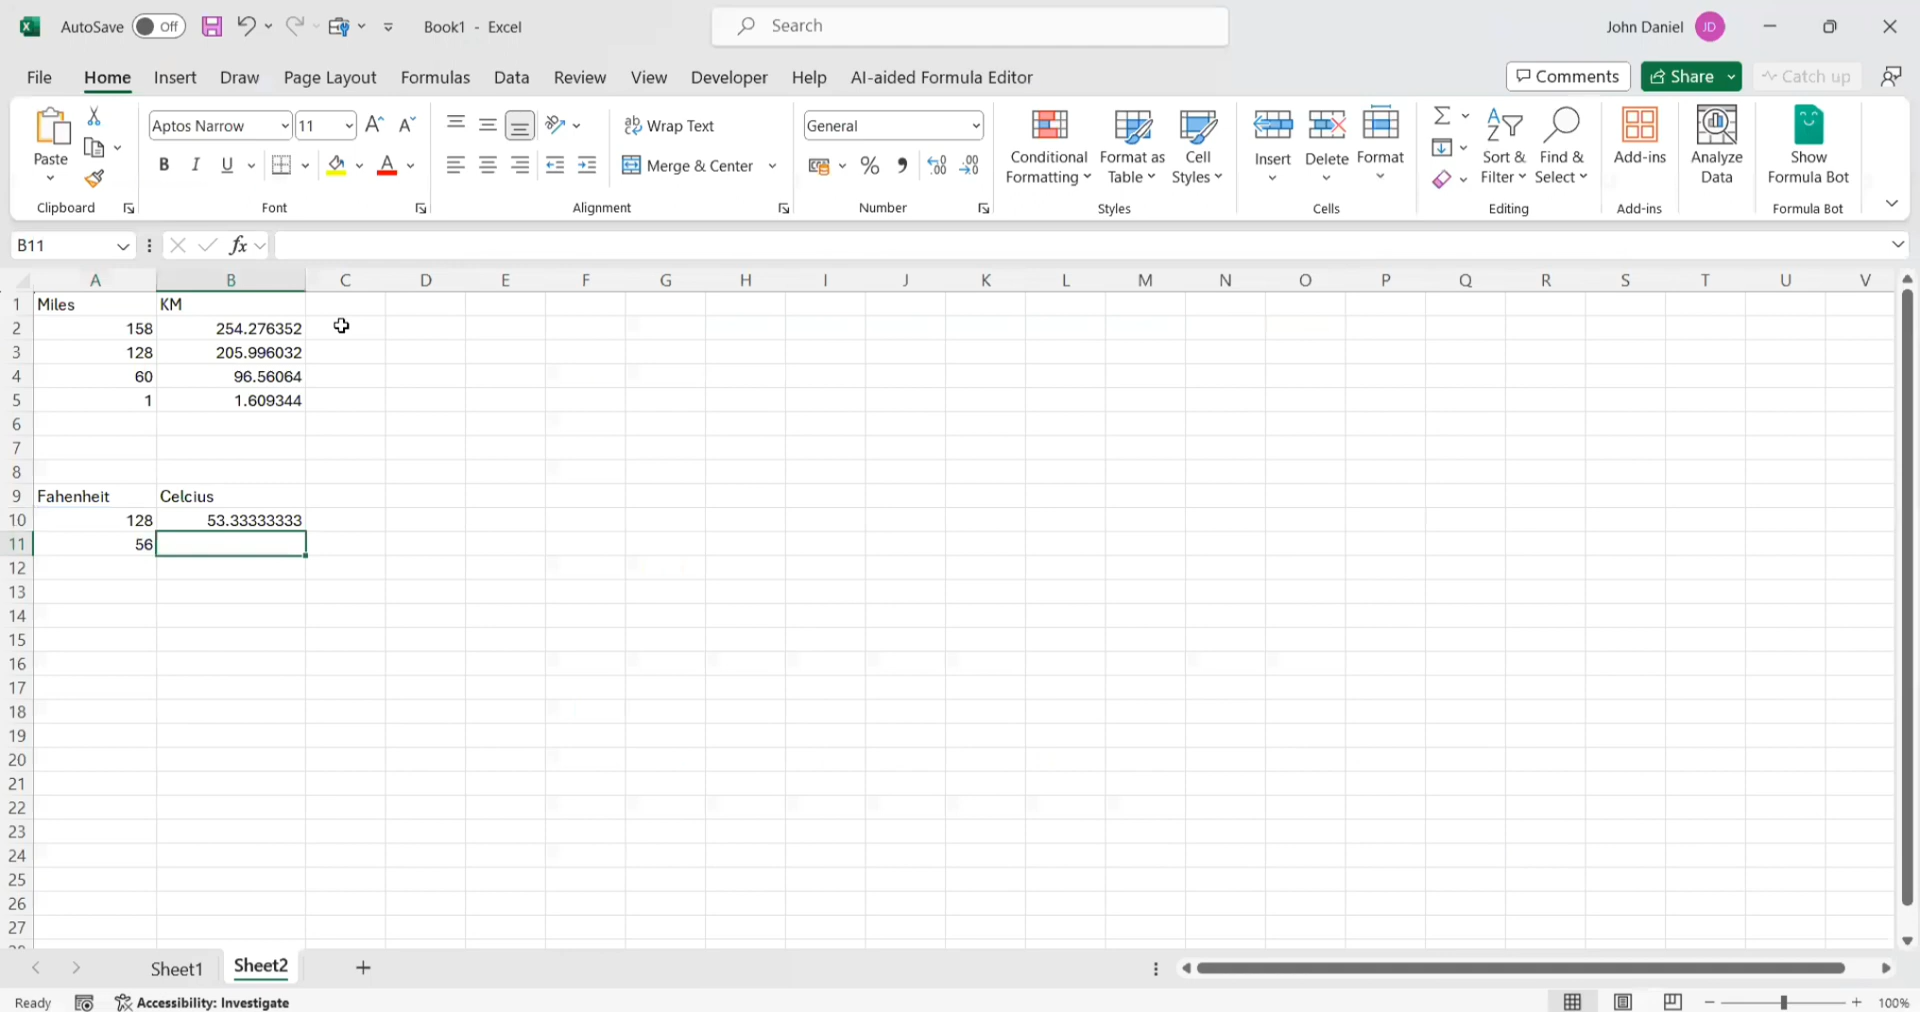 AutoSave Off Book1 - Excel Search John Daniel JD
File Home Insert Draw Page Layout Formulas Data Review View Developer Help AI-aided Formula Editor Comments Share Catch up
Paste
Clipboard
Aptos Narrow 11
B I U A
Font
Wrap Text
Merge & Center
Alignment
General
Number
Conditional
Formatting
Format as
Table
Cell
Styles
Styles
Insert
Delete
Format
Cells
Sort &
Filter
Find &
Select
Editing
Add-ins
Add-ins
Analyze
Data
Show
Formula Bot
Formula Bot
B11 fx
A B C D E F G H I J K L M N O P Q R S T U V
1 Miles KM
2 158 254.276352
3 128 205.996032
4 60 96.56064
5 1 1.609344
6
7
8
9 Fahenheit Celcius
10 128 53.33333333
11 56
12
13
14
15
16
17
18
19
20
21
22
23
24
25
26
27
Sheet1 Sheet2
Ready Accessibility: Investigate 100%